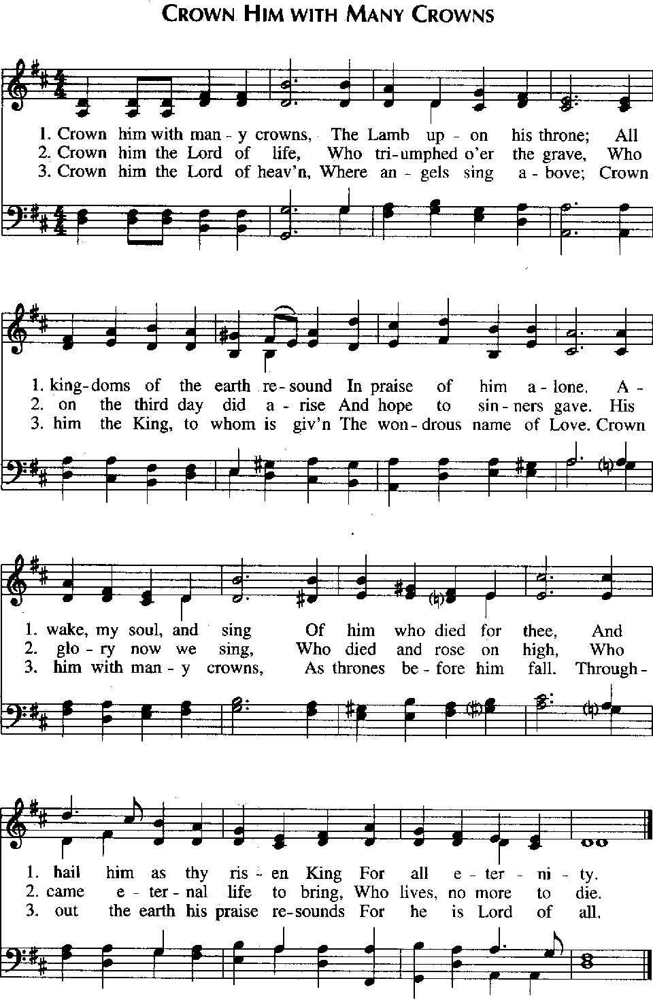 CROWN HIM WITH MANY CROWNS
1. Crown him with man - y crowns, The Lamb up - on his throne; All
2. Crown him the Lord of life, Who tri-umphed o'er the grave, Who
3. Crown him the Lord of heav'n, Where an - gels sing a - bove; Crown
1. king-doms of the earth re-sound In praise of him a - lone. A -
2. on the third day did a - rise And hope to sin - ners gave. His
3. him the King, to whom is giv'n The won - drous name of Love. Crown
1. wake, my soul, and sing Of him who died for thee, And
2. glo - ry now we sing, Who died and rose on high, Who
3. him with man - y crowns, As thrones be - fore him fall. Through-
1. hail him as thy ris - en King For all e - ter - ni - ty.
2. came e - ter - nal life to bring, Who lives, no more to die.
3. out the earth his praise re-sounds For he is Lord of all.